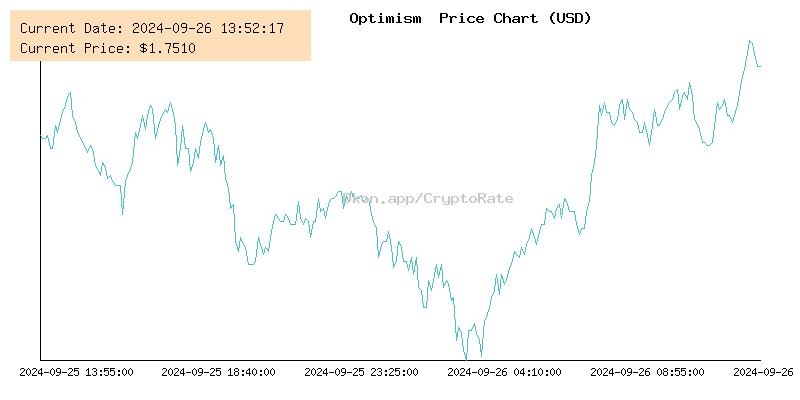 Optimism Price Chart (USD)
Current Date: 2024-09-26 13:52:17
Current Price: $1.7510
.app/CryptoRate
2024-09-25 13:55:00 2024-09-25 18:40:00 2024-09-25 23:25:00 2024-09-26 04:10:00 2024-09-26 08:55:00 2024-09-26